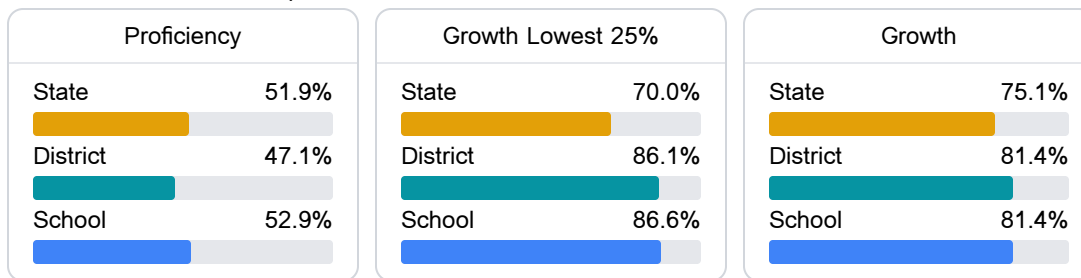 Proficiency
State 51.9%
District 47.1%
School 52.9%
Growth Lowest 25%
State 70.0%
District 86.1%
School 86.6%
Growth
State 75.1%
District 81.4%
School 81.4%